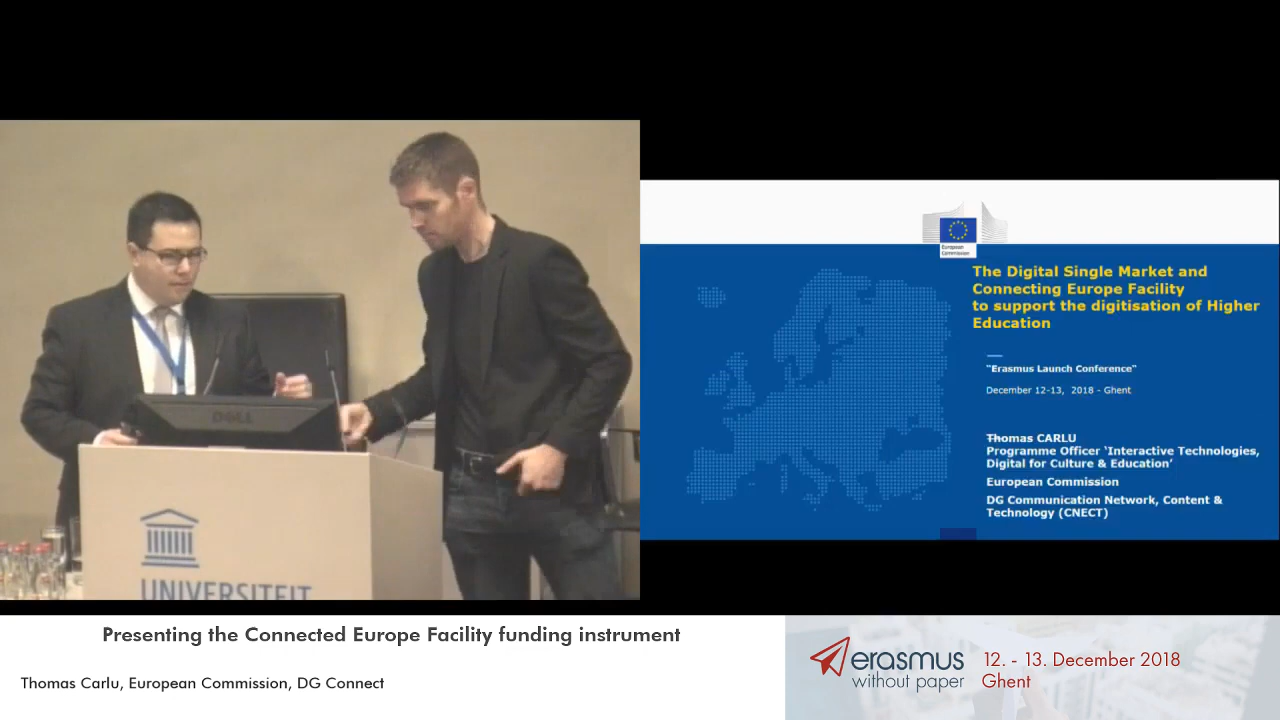 DELL
UNIVERSITEIT
European
Commission
The Digital Single Market and
Connecting Europe Facility
to support the digitisation of Higher
Education
"Erasmus Launch Conference"
December 12-13,  2018 - Ghent
Thomas CARLU
Programme Officer ‘Interactive Technologies,
Digital for Culture & Education’
European Commission
DG Communication Network, Content &
Technology (CNECT)
Presenting the Connected Europe Facility funding instrument
Thomas Carlu, European Commission, DG Connect
erasmus
without paper
12. - 13. December 2018
Ghent